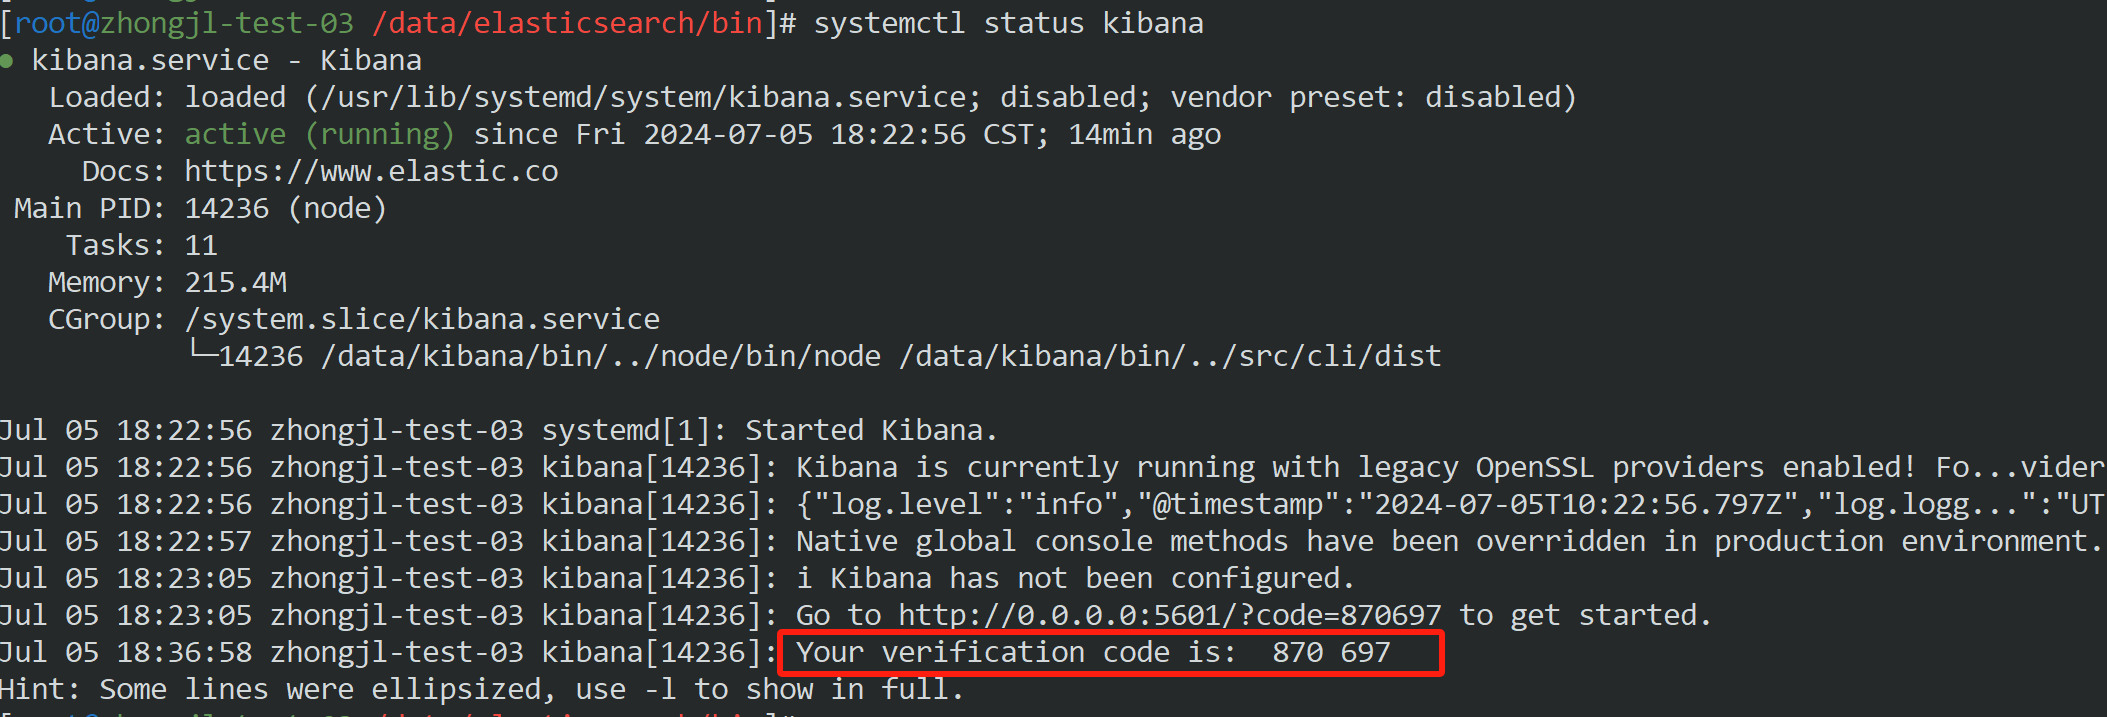 [root@zhongjl-test-03 /data/elasticsearch/bin]# systemctl status kibana
● kibana.service - Kibana
   Loaded: loaded (/usr/lib/systemd/system/kibana.service; disabled; vendor preset: disabled)
   Active: active (running) since Fri 2024-07-05 18:22:56 CST; 14min ago
     Docs: https://www.elastic.co
 Main PID: 14236 (node)
    Tasks: 11
   Memory: 215.4M
   CGroup: /system.slice/kibana.service
           └─14236 /data/kibana/bin/../node/bin/node /data/kibana/bin/../src/cli/dist
Jul 05 18:22:56 zhongjl-test-03 systemd[1]: Started Kibana.
Jul 05 18:22:56 zhongjl-test-03 kibana[14236]: Kibana is currently running with legacy OpenSSL providers enabled! Fo...vider
Jul 05 18:22:56 zhongjl-test-03 kibana[14236]: {"log.level":"info","@timestamp":"2024-07-05T10:22:56.797Z","log.logg...":"UT
Jul 05 18:22:57 zhongjl-test-03 kibana[14236]: Native global console methods have been overridden in production environment.
Jul 05 18:23:05 zhongjl-test-03 kibana[14236]: i Kibana has not been configured.
Jul 05 18:23:05 zhongjl-test-03 kibana[14236]: Go to http://0.0.0.0:5601/?code=870697 to get started.
Jul 05 18:36:58 zhongjl-test-03 kibana[14236]: Your verification code is:  870 697
Hint: Some lines were ellipsized, use -l to show in full.